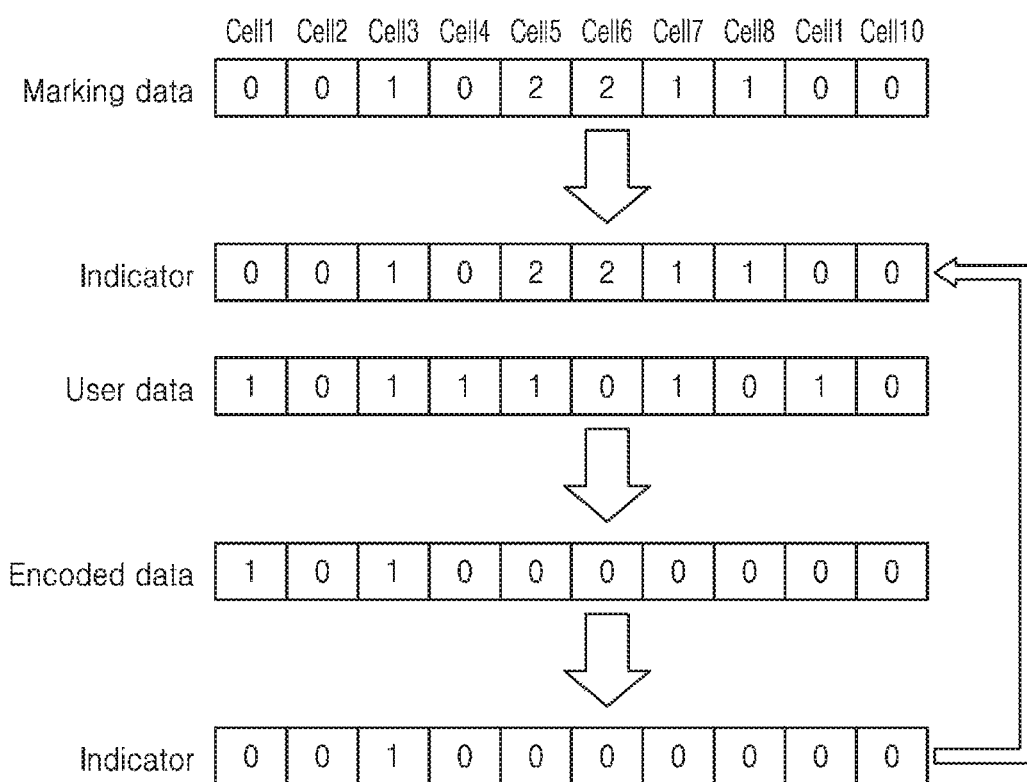 Cell1 Cell2 Cell3 Cell4 Cell5 Cell6 Cell7 Cell8 Cell1 Cell10
Marking data 0 0 1 0 2 2 1 1 0 0
Indicator 0 0 1 0 2 2 1 1 0 0
User data 1 0 1 1 1 0 1 0 1 0
Encoded data 1 0 1 0 0 0 0 0 0 0
Indicator 0 0 1 0 0 0 0 0 0 0